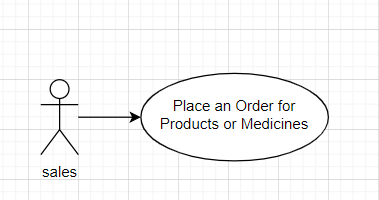 Place an Order for
Products or Medicines
sales